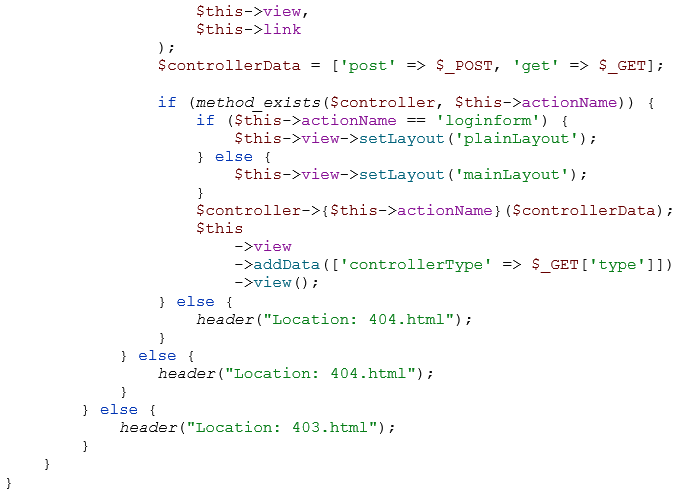 $this->view,
$this->link
);
$controllerData = ['post' => $_POST, 'get' => $_GET];
if (method_exists($controller, $this->actionName)) {
if ($this->actionName == 'loginform') {
$this->view->setLayout('plainLayout');
} else {
$this->view->setLayout('mainLayout');
}
$controller->{$this->actionName}($controllerData);
$this
->view
->addData(['controllerType' => $_GET['type']])
->view();
} else {
header("Location: 404.html");
}
} else {
header("Location: 404.html");
}
} else {
header("Location: 403.html");
}
}
}